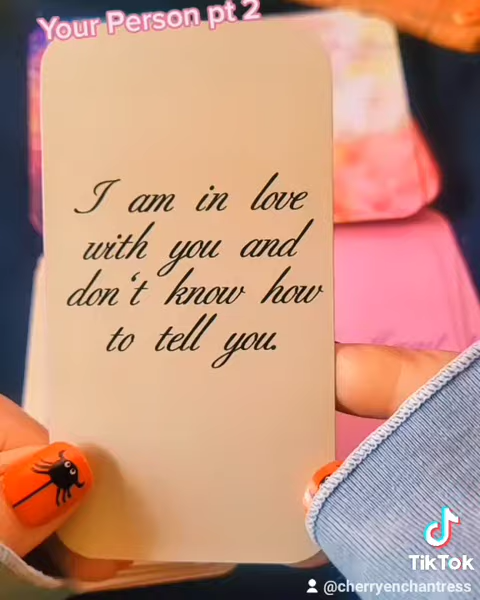 Your Person pt 2
I am in love
with you and
don't know how
to tell you.
TikTok
@cherryenchantress